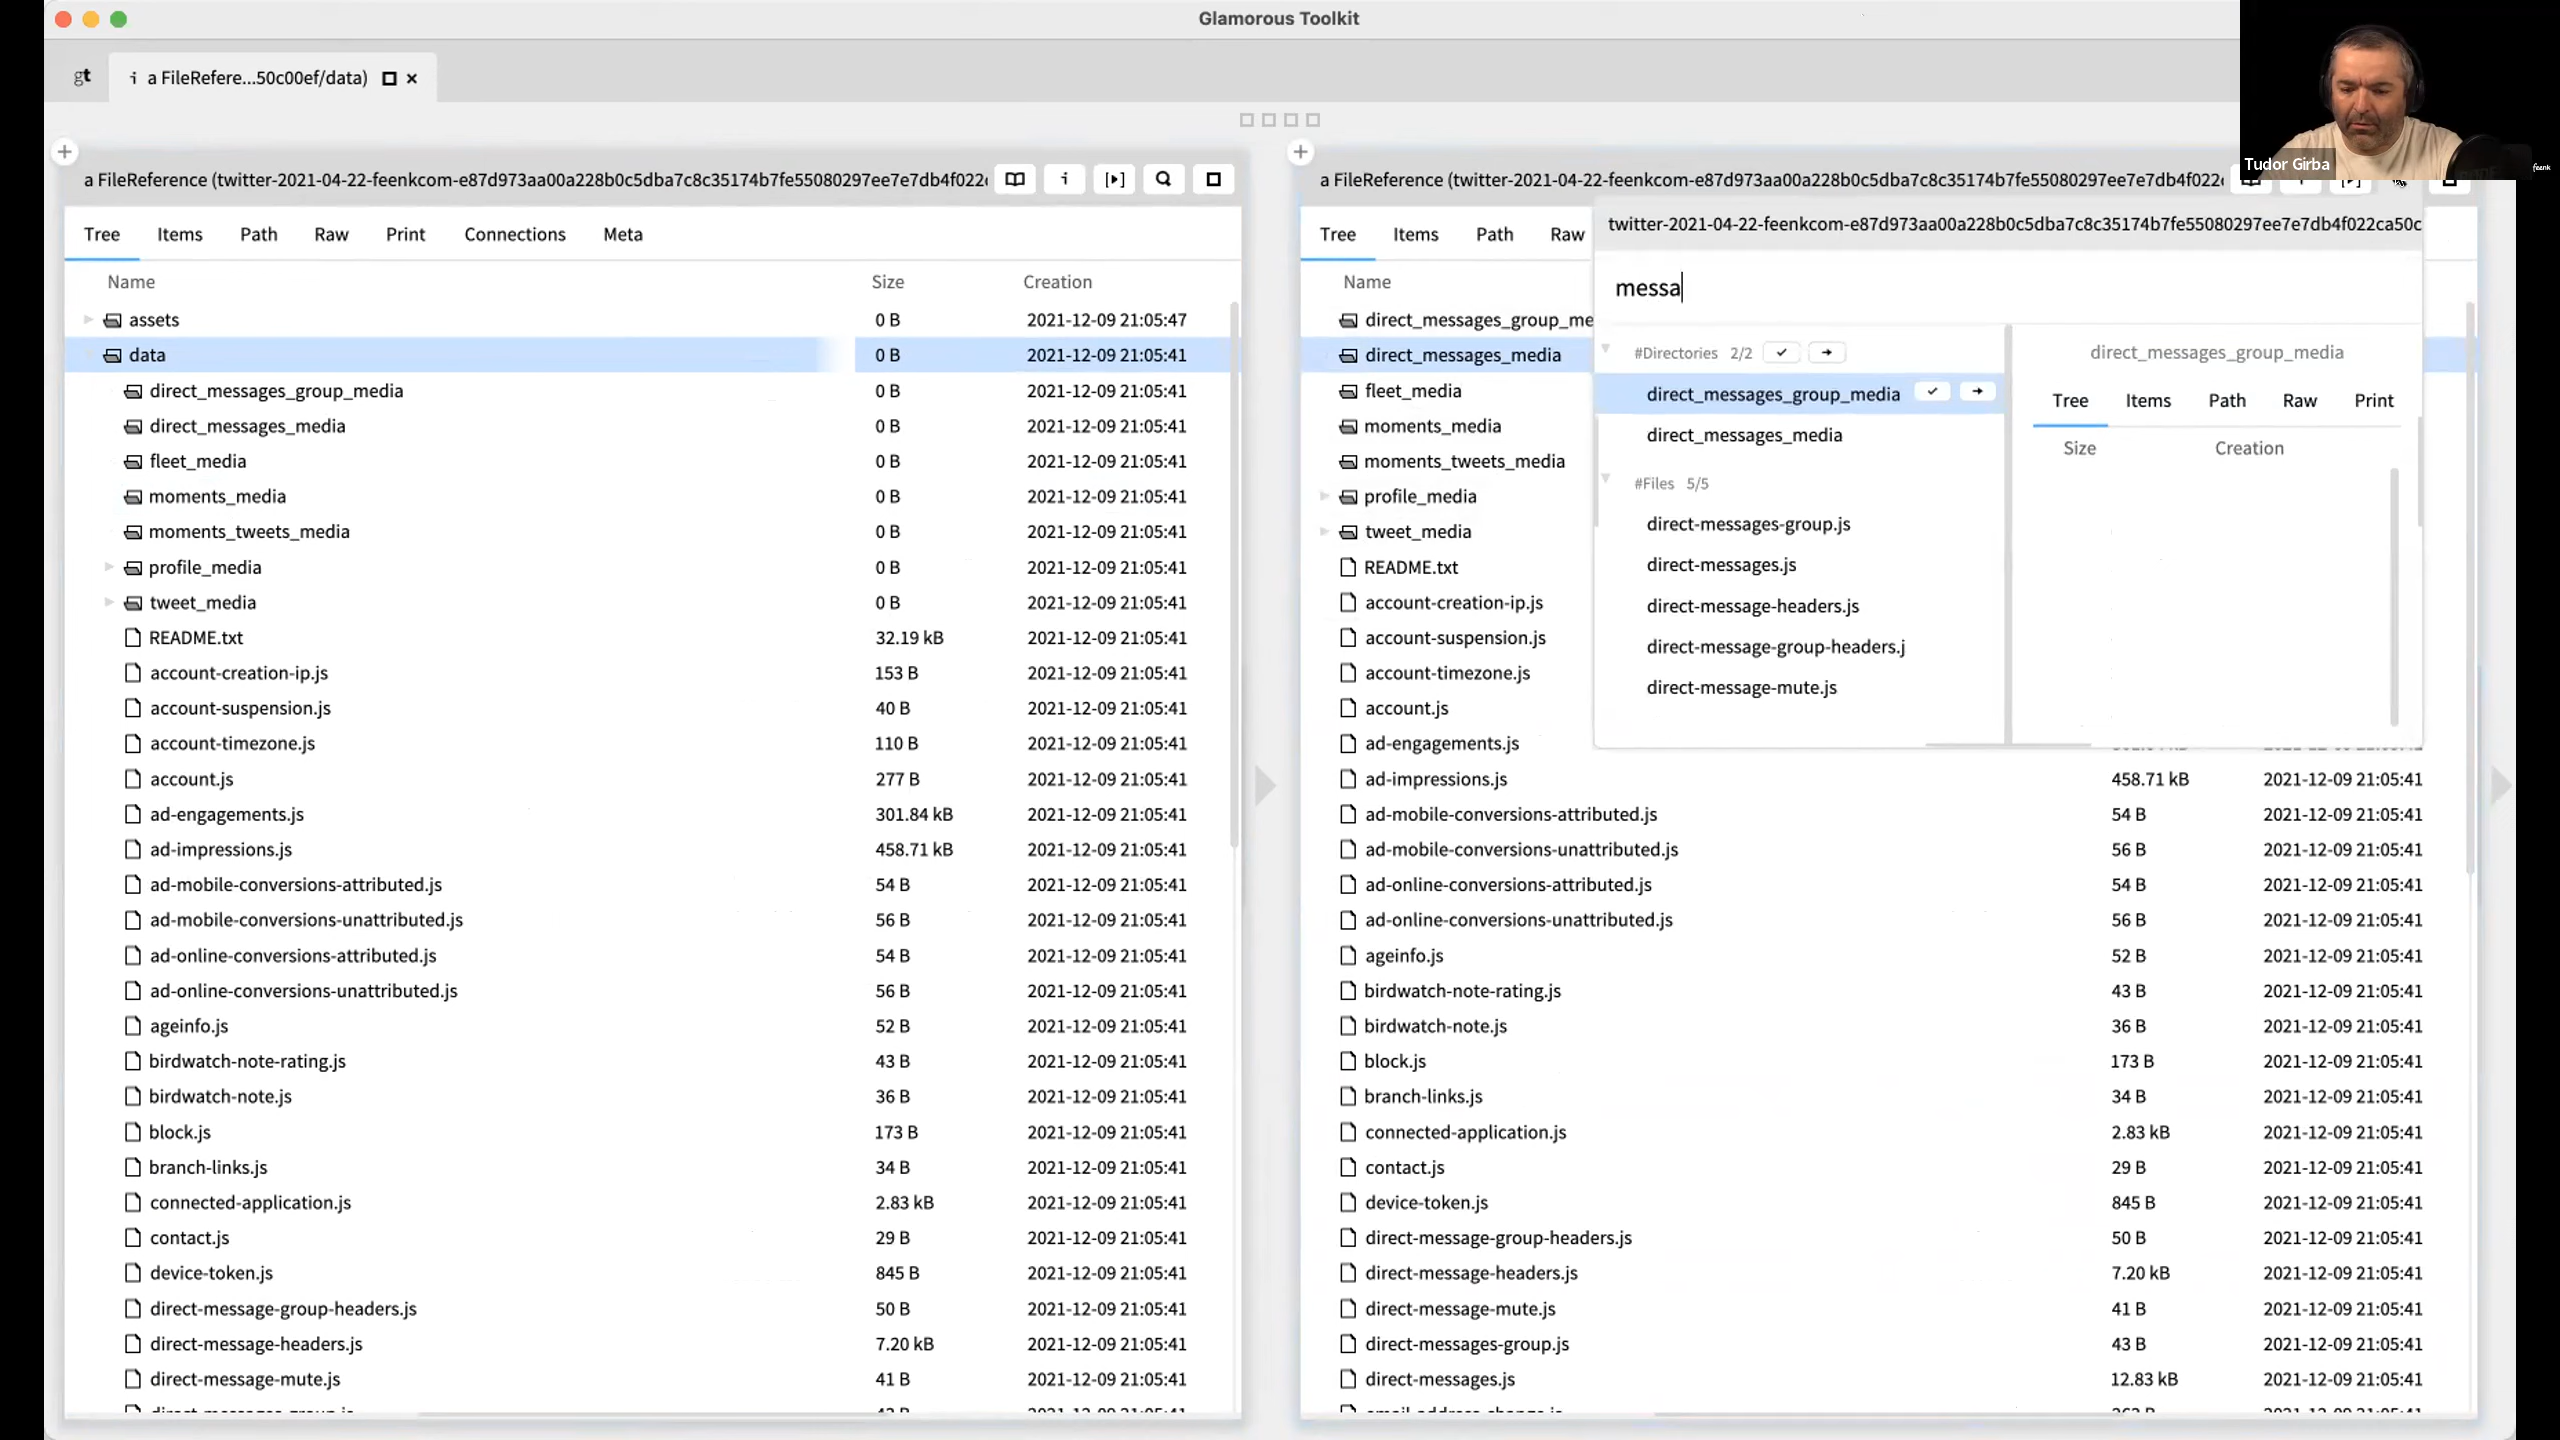 Glamorous Toolkit
gt
i a FileRefere...50c00ef/data)
Tudor Girba
feenk
a FileReference (twitter-2021-04-22-feenkcom-e87d973aa00a228b0c5dba7c8c35174b7fe55080297ee7e7db4f022
Tree Items Path Raw Print Connections Meta
Name Size Creation
assets 0 B 2021-12-09 21:05:47
data 0 B 2021-12-09 21:05:41
direct_messages_group_media 0 B 2021-12-09 21:05:41
direct_messages_media 0 B 2021-12-09 21:05:41
fleet_media 0 B 2021-12-09 21:05:41
moments_media 0 B 2021-12-09 21:05:41
moments_tweets_media 0 B 2021-12-09 21:05:41
profile_media 0 B 2021-12-09 21:05:41
tweet_media 0 B 2021-12-09 21:05:41
README.txt 32.19 kB 2021-12-09 21:05:41
account-creation-ip.js 153 B 2021-12-09 21:05:41
account-suspension.js 40 B 2021-12-09 21:05:41
account-timezone.js 110 B 2021-12-09 21:05:41
account.js 277 B 2021-12-09 21:05:41
ad-engagements.js 301.84 kB 2021-12-09 21:05:41
ad-impressions.js 458.71 kB 2021-12-09 21:05:41
ad-mobile-conversions-attributed.js 54 B 2021-12-09 21:05:41
ad-mobile-conversions-unattributed.js 56 B 2021-12-09 21:05:41
ad-online-conversions-attributed.js 54 B 2021-12-09 21:05:41
ad-online-conversions-unattributed.js 56 B 2021-12-09 21:05:41
ageinfo.js 52 B 2021-12-09 21:05:41
birdwatch-note-rating.js 43 B 2021-12-09 21:05:41
birdwatch-note.js 36 B 2021-12-09 21:05:41
block.js 173 B 2021-12-09 21:05:41
branch-links.js 34 B 2021-12-09 21:05:41
connected-application.js 2.83 kB 2021-12-09 21:05:41
contact.js 29 B 2021-12-09 21:05:41
device-token.js 845 B 2021-12-09 21:05:41
direct-message-group-headers.js 50 B 2021-12-09 21:05:41
direct-message-headers.js 7.20 kB 2021-12-09 21:05:41
direct-message-mute.js 41 B 2021-12-09 21:05:41
a FileReference (twitter-2021-04-22-feenkcom-e87d973aa00a228b0c5dba7c8c35174b7fe55080297ee7e7db4f022
Tree Items Path Raw
Name
direct_messages_group_me
direct_messages_media
fleet_media
moments_media
moments_tweets_media
profile_media
tweet_media
README.txt
account-creation-ip.js
account-suspension.js
account-timezone.js
account.js
ad-engagements.js
ad-impressions.js 458.71 kB 2021-12-09 21:05:41
ad-mobile-conversions-attributed.js 54 B 2021-12-09 21:05:41
ad-mobile-conversions-unattributed.js 56 B 2021-12-09 21:05:41
ad-online-conversions-attributed.js 54 B 2021-12-09 21:05:41
ad-online-conversions-unattributed.js 56 B 2021-12-09 21:05:41
ageinfo.js 52 B 2021-12-09 21:05:41
birdwatch-note-rating.js 43 B 2021-12-09 21:05:41
birdwatch-note.js 36 B 2021-12-09 21:05:41
block.js 173 B 2021-12-09 21:05:41
branch-links.js 34 B 2021-12-09 21:05:41
connected-application.js 2.83 kB 2021-12-09 21:05:41
contact.js 29 B 2021-12-09 21:05:41
device-token.js 845 B 2021-12-09 21:05:41
direct-message-group-headers.js 50 B 2021-12-09 21:05:41
direct-message-headers.js 7.20 kB 2021-12-09 21:05:41
direct-message-mute.js 41 B 2021-12-09 21:05:41
direct-messages-group.js 43 B 2021-12-09 21:05:41
direct-messages.js 12.83 kB 2021-12-09 21:05:41
twitter-2021-04-22-feenkcom-e87d973aa00a228b0c5dba7c8c35174b7fe55080297ee7e7db4f022ca50c
messa
#Directories 2/2
direct_messages_group_media
direct_messages_media
#Files 5/5
direct-messages-group.js
direct-messages.js
direct-message-headers.js
direct-message-group-headers.j
direct-message-mute.js
direct_messages_group_media
Tree Items Path Raw Print
Size Creation